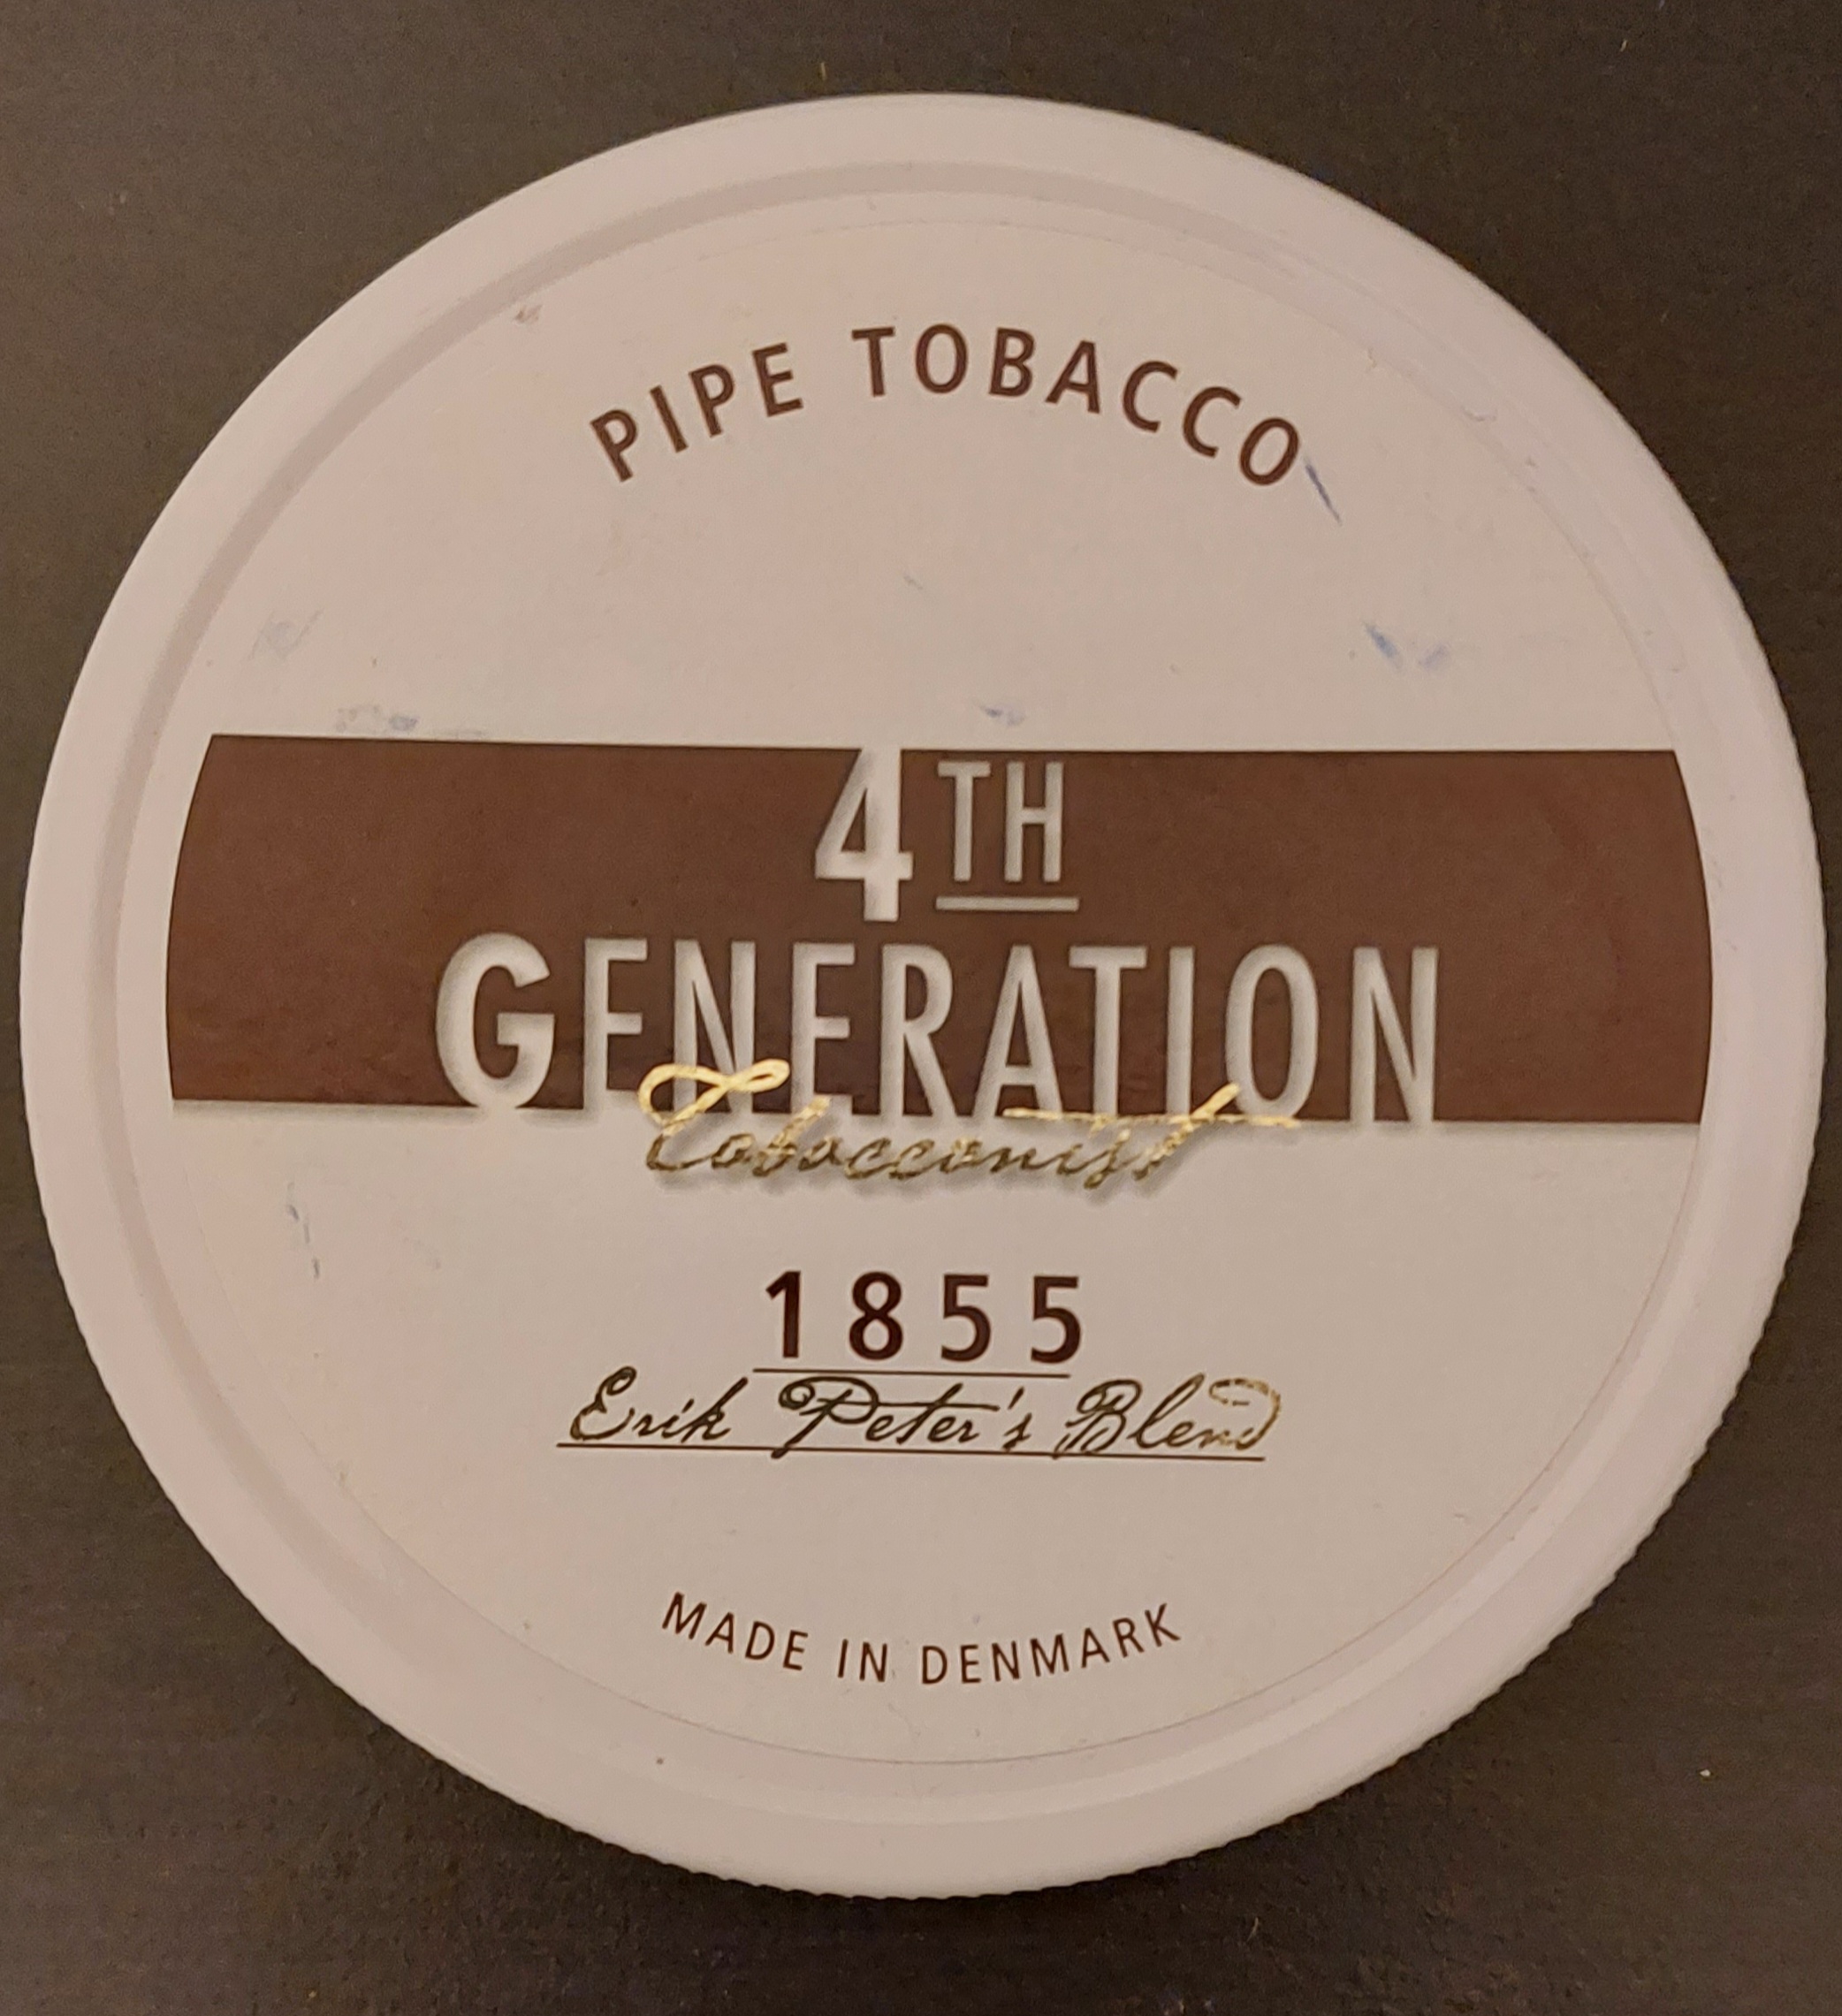 PIPE TOBACCO
4TH
GENERATION
Tobacconist
1855
Erik Peter's Blend
MADE IN DENMARK